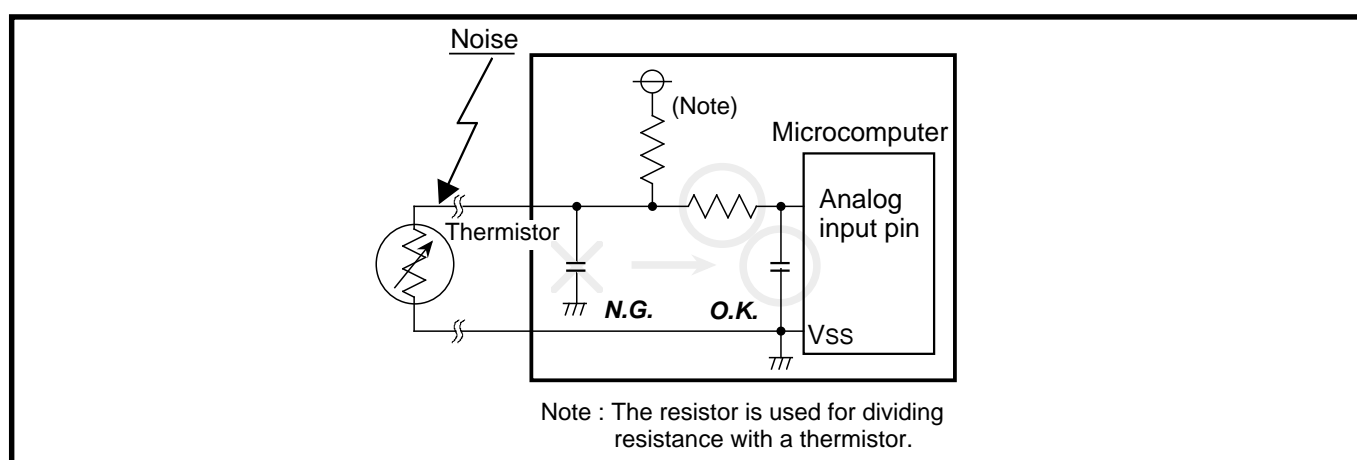 Noise
(Note)
Microcomputer
Analog
input pin
Thermistor
N.G.
O.K.
VSS
Note : The resistor is used for dividing
resistance with a thermistor.